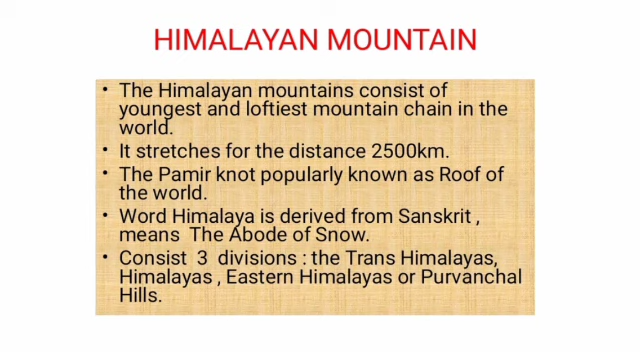 HIMALAYAN MOUNTAIN
• The Himalayan mountains consist of
youngest and loftiest mountain chain in the
world.
• It stretches for the distance 2500km.
• The Pamir knot popularly known as Roof of
the world.
• Word Himalaya is derived from Sanskrit ,
means The Abode of Snow.
• Consist 3 divisions : the Trans Himalayas,
Himalayas , Eastern Himalayas or Purvanchal
Hills.